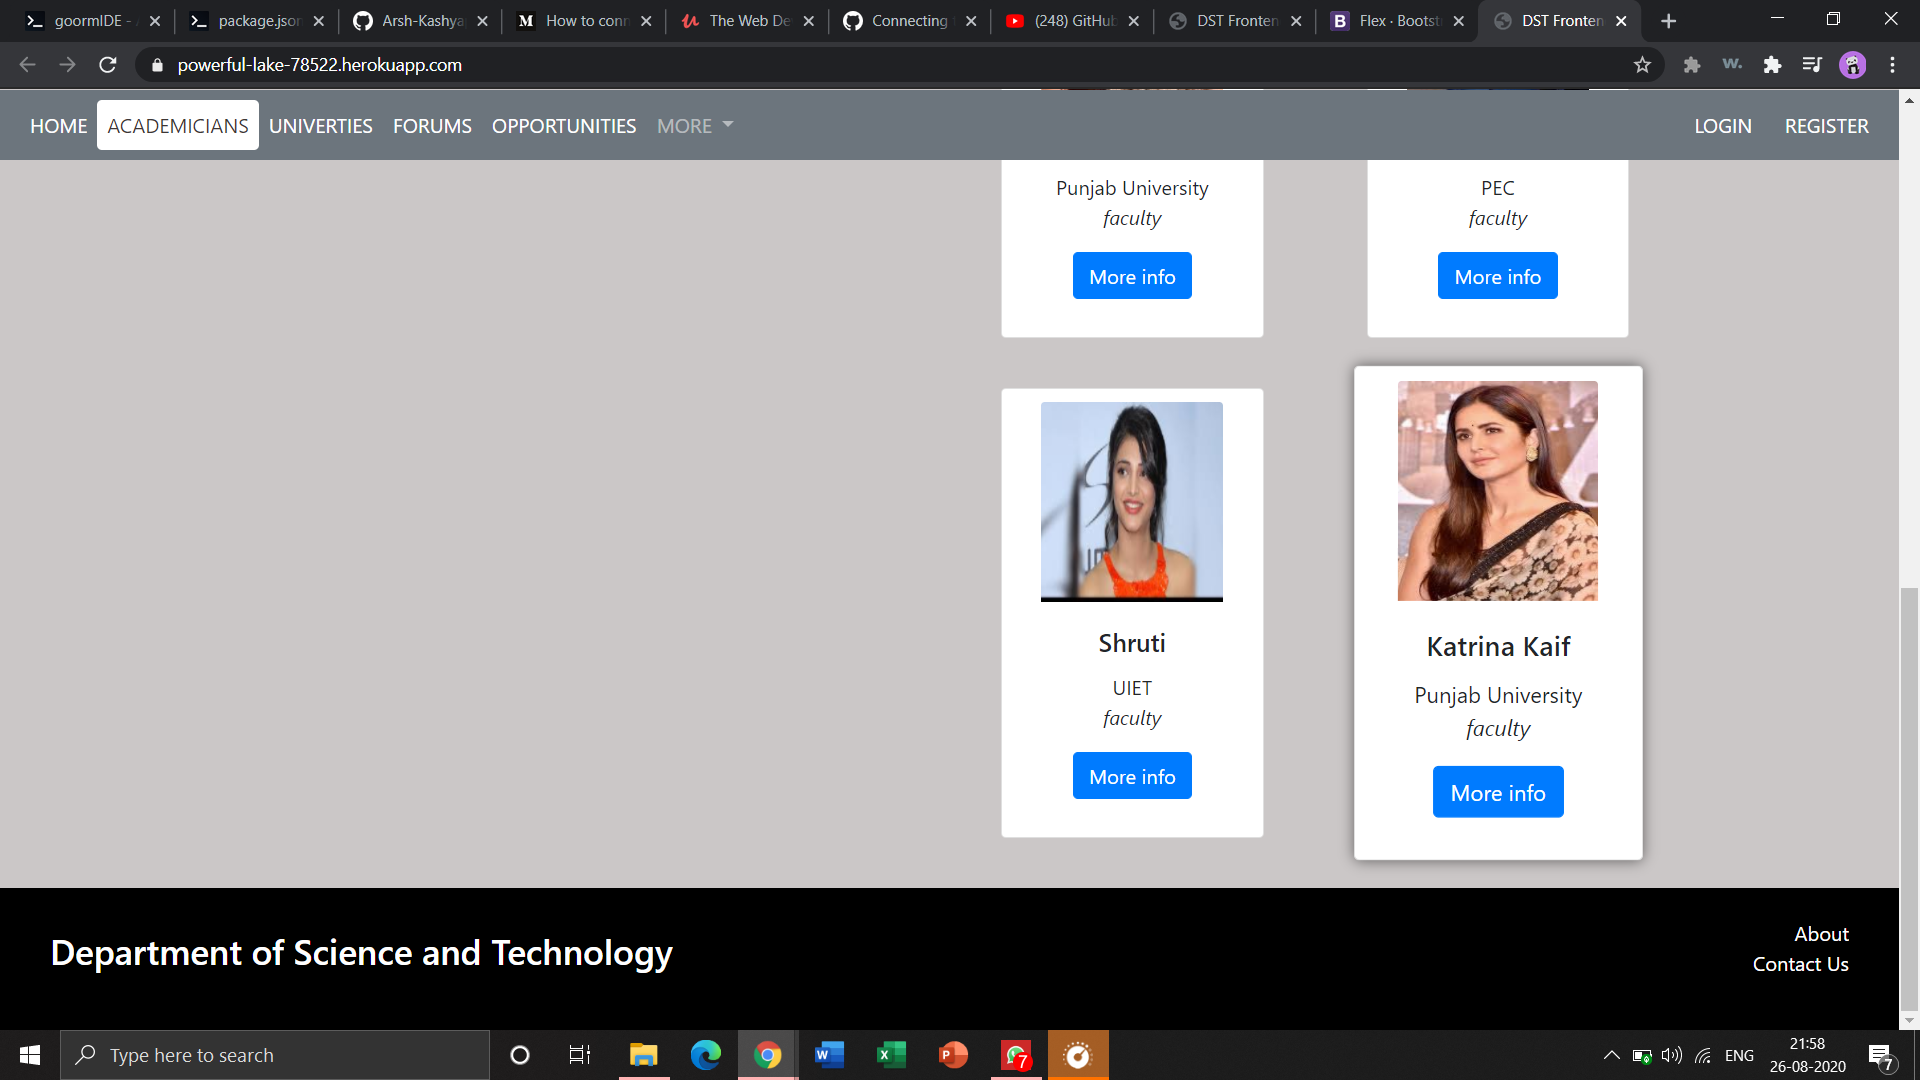 goormIDE - A
package.json
Arsh-Kashya
How to conn
The Web De
Connecting
(248) GitHub
DST Fronten
Flex · Bootst
DST Fronten
powerful-lake-78522.herokuapp.com
HOME ACADEMICIANS UNIVERTIES FORUMS OPPORTUNITIES MORE LOGIN REGISTER
Punjab University
faculty
More info
PEC
faculty
More info
Shruti
UIET
faculty
More info
Katrina Kaif
Punjab University
faculty
More info
Department of Science and Technology
About
Contact Us
Type here to search
7
ENG
21:58
26-08-2020
7